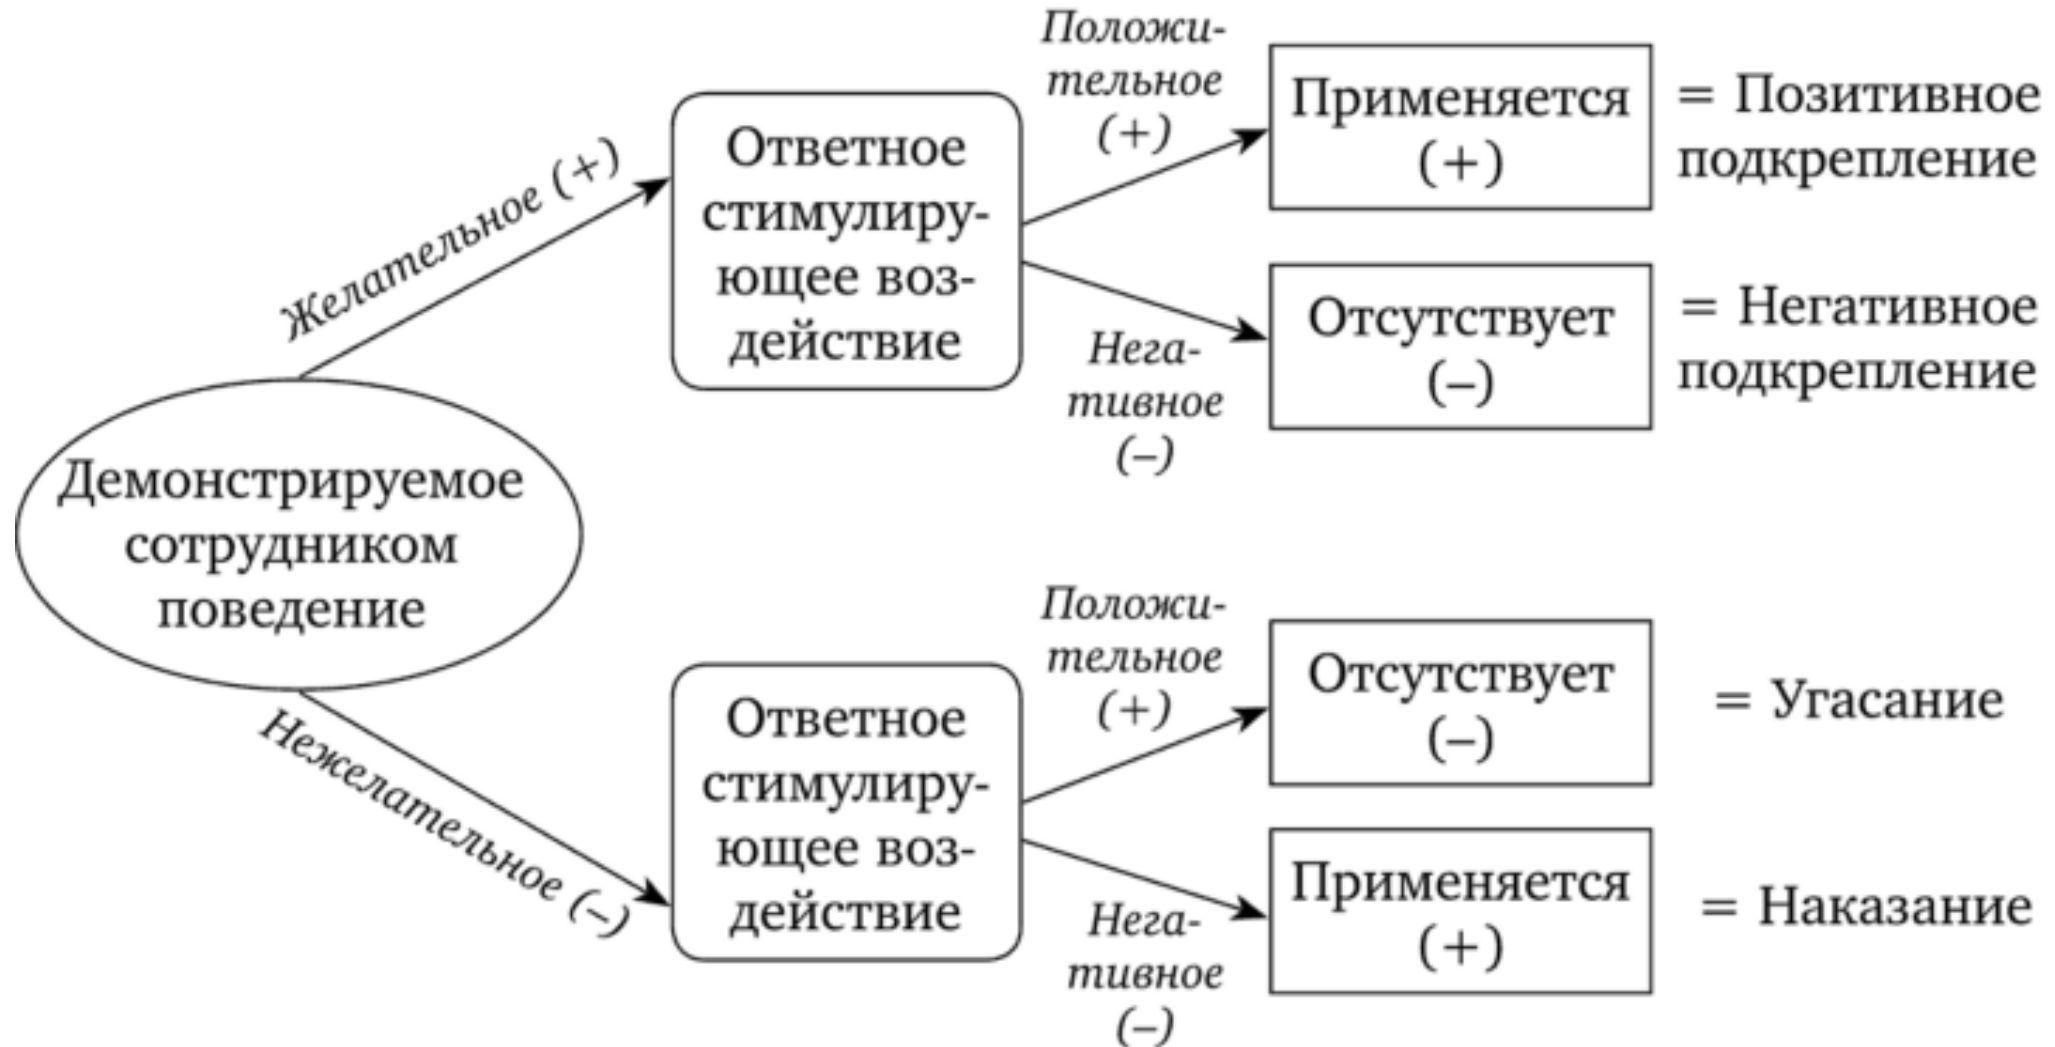 Демонстрируемое
сотрудником
поведение
Желательное (+)
Ответное
стимулиру-
ющее воз-
действие
Положи-
тельное
(+)
Применяется
(+)
= Позитивное
подкрепление
Нега-
тивное
(–)
Отсутствует
(–)
= Негативное
подкрепление
Нежелательное (–)
Ответное
стимулиру-
ющее воз-
действие
Положи-
тельное
(+)
Отсутствует
(–)
= Угасание
Нега-
тивное
(–)
Применяется
(+)
= Наказание